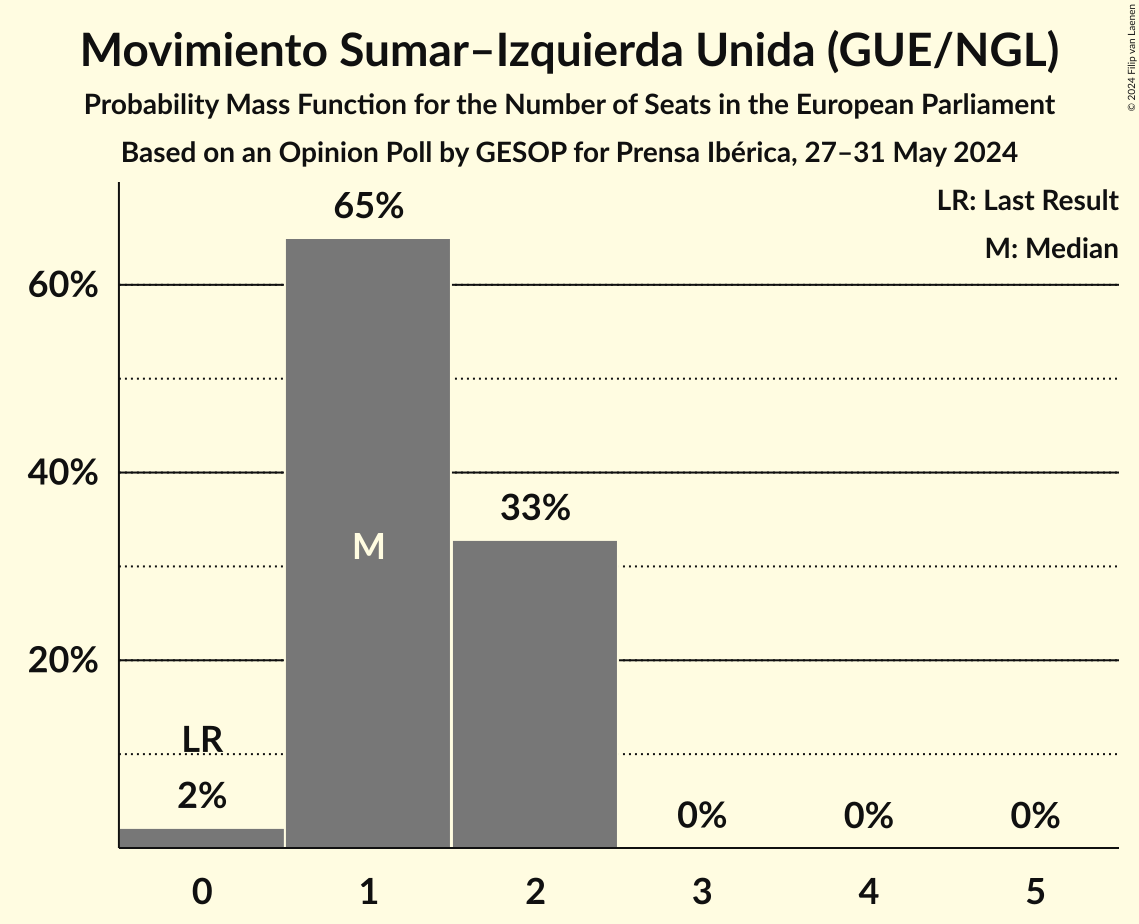 Movimiento Sumar–Izquierda Unida (GUE/NGL)
Probability Mass Function for the Number of Seats in the European Parliament
Based on an Opinion Poll by GESOP for Prensa Ibérica, 27–31 May 2024
© 2024 Filip van Laenen
LR: Last Result
M: Median
65%
60%
40%
33%
M
20%
LR
2%
0%
0%
0%
0
1
2
3
4
5